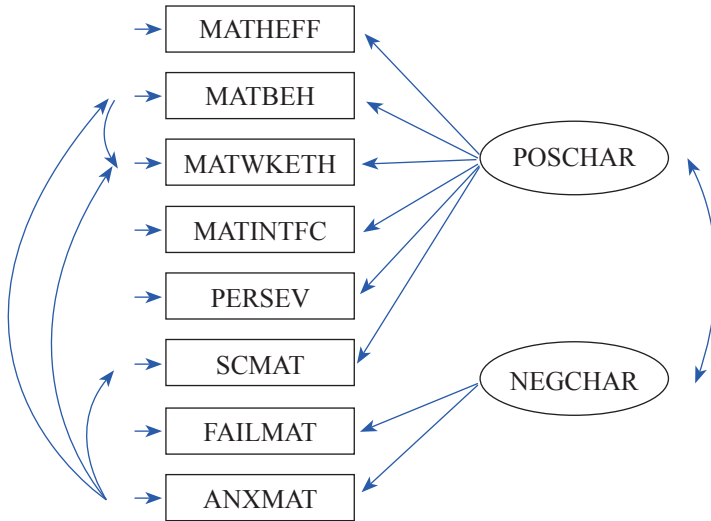 MATHEFF
MATBEH
MATWKETH
POSCHAR
MATINTFC
PERSEV
SCMAT
NEGCHAR
FAILMAT
ANXMAT